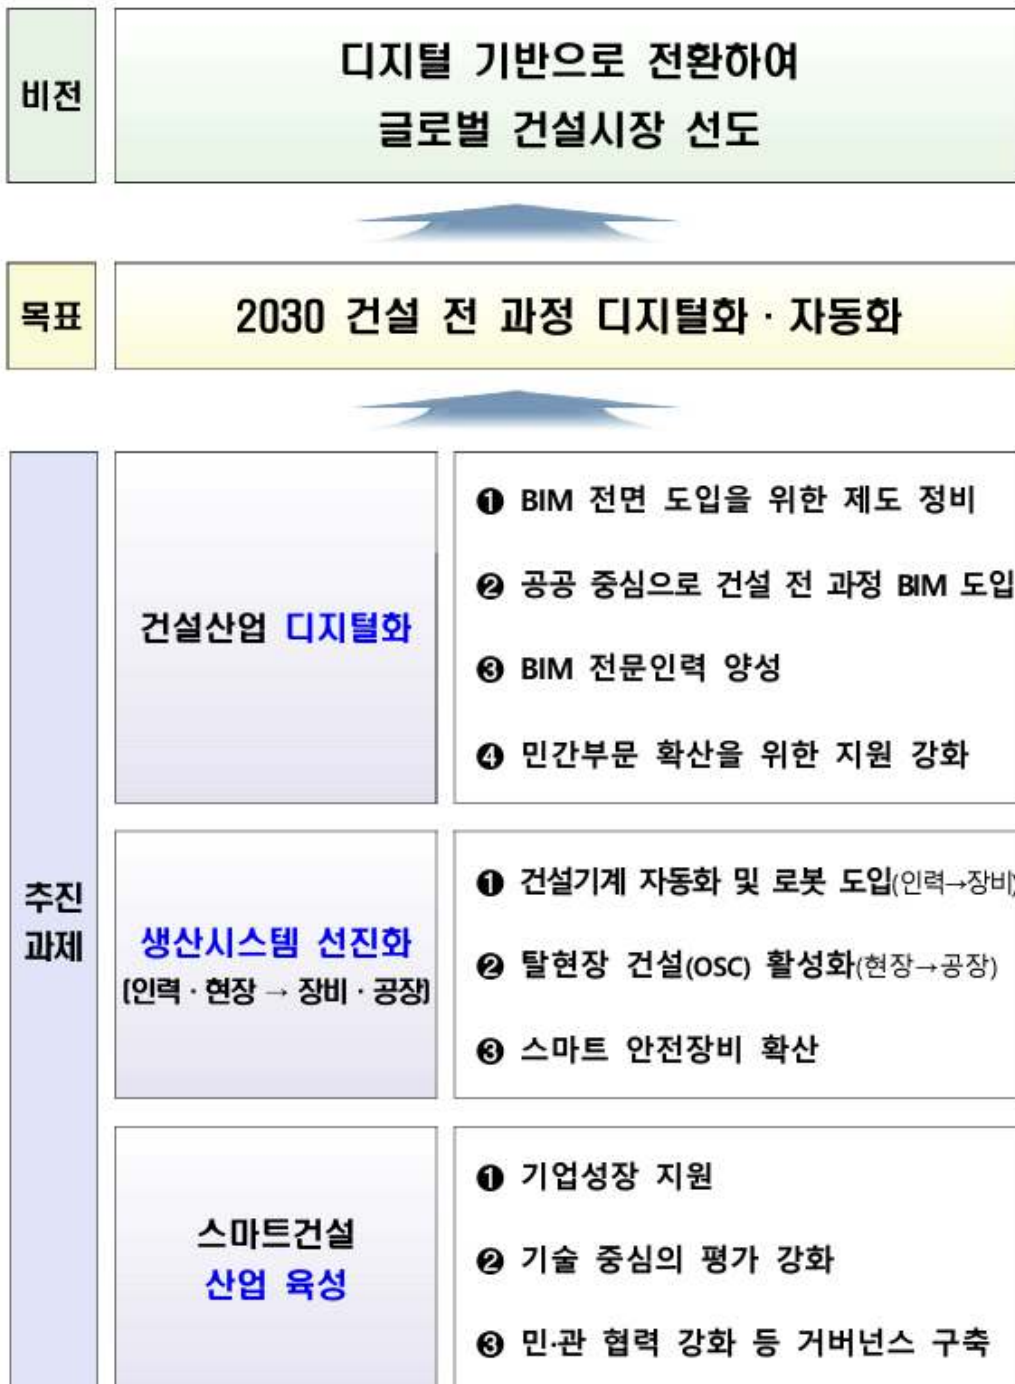 비전
디지털 기반으로 전환하여
글로벌 건설시장 선도
목표
2030 건설 전 과정 디지털화 · 자동화
추진
과제
건설산업 디지털화
❶ BIM 전면 도입을 위한 제도 정비
❷ 공공 중심으로 건설 전 과정 BIM 도입
❸ BIM 전문인력 양성
❹ 민간부문 확산을 위한 지원 강화
생산시스템 선진화
(인력 · 현장 → 장비 · 공장)
❶ 건설기계 자동화 및 로봇 도입(인력→장비)
❷ 탈현장 건설(OSC) 활성화(현장→공장)
❸ 스마트 안전장비 확산
스마트건설
산업 육성
❶ 기업성장 지원
❷ 기술 중심의 평가 강화
❸ 민·관 협력 강화 등 거버넌스 구축